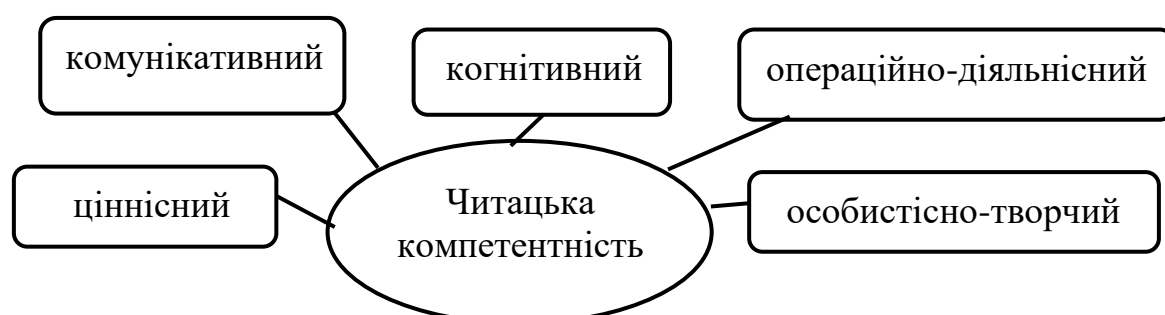 комунікативний
когнітивний
операційно-діяльнісний
ціннісний
Читацька
компетентність
особистісно-творчий